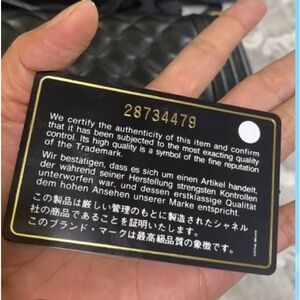 28734479
We certify the authenticity of this item and confirm
that it has been subjected to the most exacting quality
control. Its high quality is a symbol of the fine reputation
of the Trademark.
Wir bestätigen, dass es sich um einen Artikel handelt,
der während seiner Herstellung strengsten Kontrollen
unterworfen war, und dessen erstklassige Qualität
dem hohen Ansehen unserer Marke entspricht.
この製品は厳しい管理のもとに製造されたシャネル
社の商品であることを証明いたします。
このブランド・マークは最高級品質の象徴です。